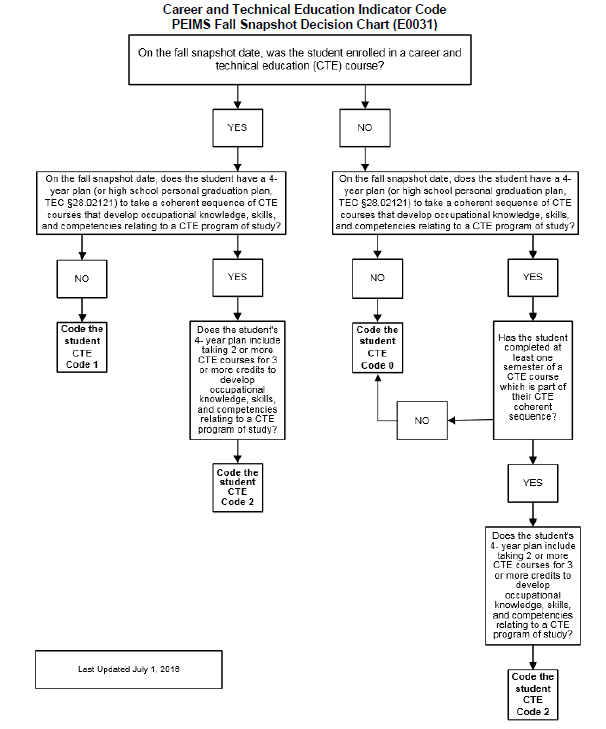 Career and Technical Education Indicator Code
PEIMS Fall Snapshot Decision Chart (E0031)
On the fall snapshot date, was the student enrolled in a career and
technical education (CTE) course?
YES
NO
On the fall snapshot date, does the student have a 4-
year plan (or high school personal graduation plan,
TEC §28.02121) to take a coherent sequence of CTE
courses that develop occupational knowledge, skills,
and competencies relating to a CTE program of study?
On the fall snapshot date, does the student have a 4-
year plan (or high school personal graduation plan,
TEC §28.02121) to take a coherent sequence of CTE
courses that develop occupational knowledge, skills,
and competencies relating to a CTE program of study?
NO
YES
NO
YES
Code the
student
CTE
Code 1
Does the student's
4- year plan include
taking 2 or more
CTE courses for 3
or more credits to
develop
occupational
knowledge, skills,
and competencies
relating to a CTE
program of study?
Code the
student
CTE
Code 0
Has the student
completed at
least one
semester of a
CTE course
which is part of
their CTE
coherent
sequence?
NO
Code the
student
CTE
Code 2
YES
Does the student's
4- year plan include
taking 2 or more
CTE courses for 3
or more credits to
develop
occupational
knowledge, skills,
and competencies
relating to a CTE
program of study?
Last Updated July 1, 2016
Code the
student
CTE
Code 2